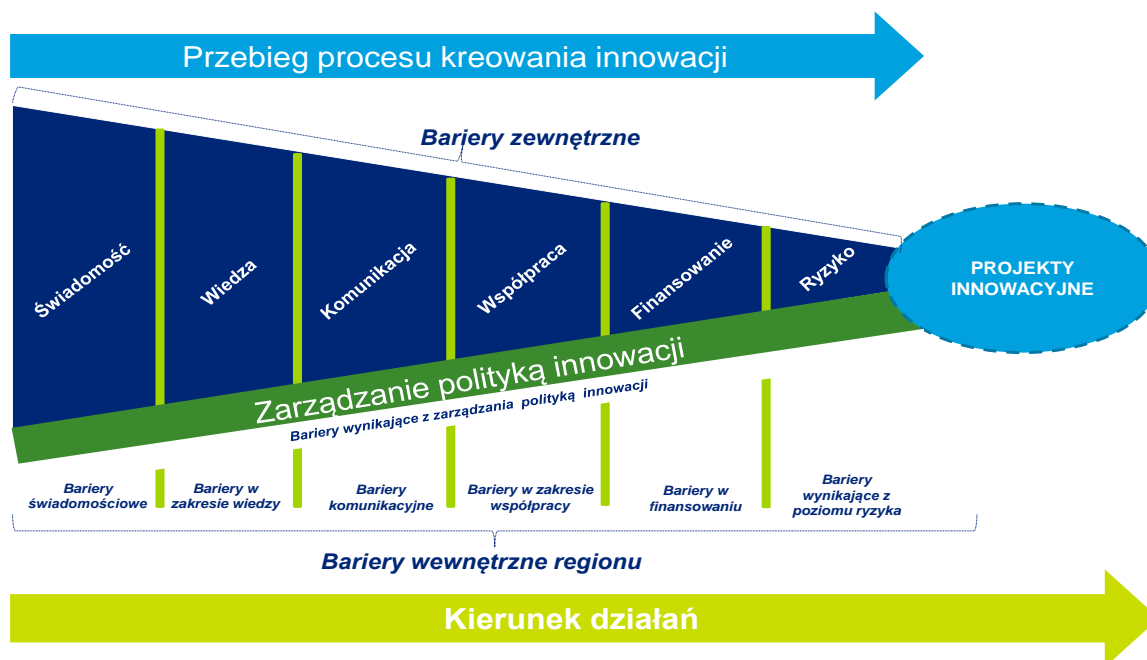 Przebieg procesu kreowania innowacji
Bariery zewnętrzne
Świadomość
Wiedza
Komunikacja
Współpraca
Finansowanie
Ryzyko
PROJEKTY
INNOWACYJNE
Zarządzanie polityką innowacji
Bariery wynikające z zarządzania polityką innowacji
Bariery
świadomościowe
Bariery w
zakresie wiedzy
Bariery
komunikacyjne
Bariery w zakresie
współpracy
Bariery w
finansowaniu
Bariery
wynikające z
poziomu ryzyka
Bariery wewnętrzne regionu
Kierunek działań